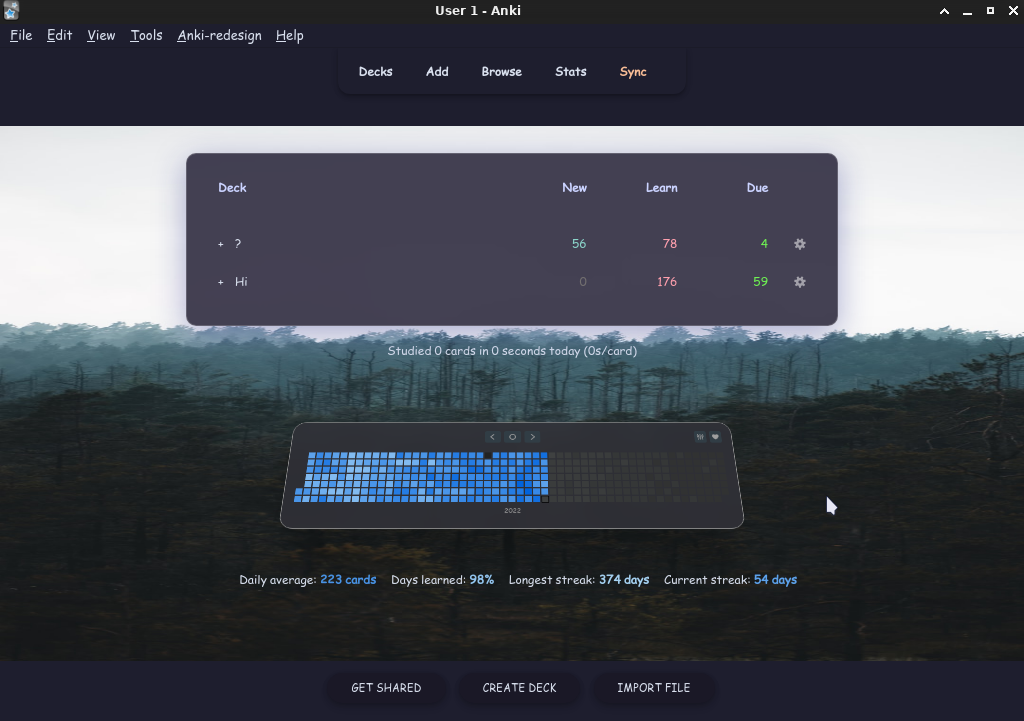 User 1 - Anki
File Edit View Tools Anki-redesign Help
Decks Add Browse Stats Sync
Deck New Learn Due
+ ? 56 78 4
+ Hi 0 176 59
Studied 0 cards in 0 seconds today (0s/card)
2022
Daily average: 223 cards Days learned: 98% Longest streak: 374 days Current streak: 54 days
GET SHARED CREATE DECK IMPORT FILE